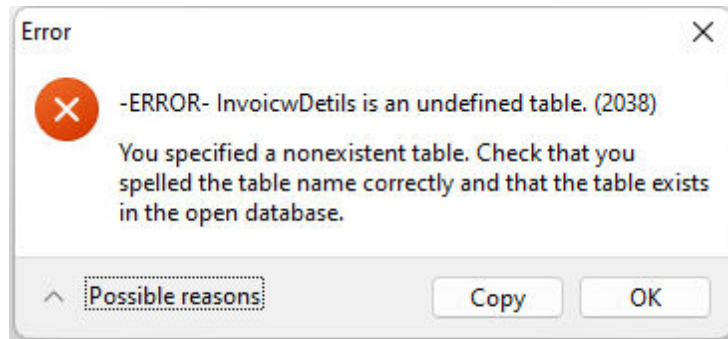 Error
-ERROR- InvoicwDetils is an undefined table. (2038)
You specified a nonexistent table. Check that you
spelled the table name correctly and that the table exists
in the open database.
Possible reasons
Copy
OK